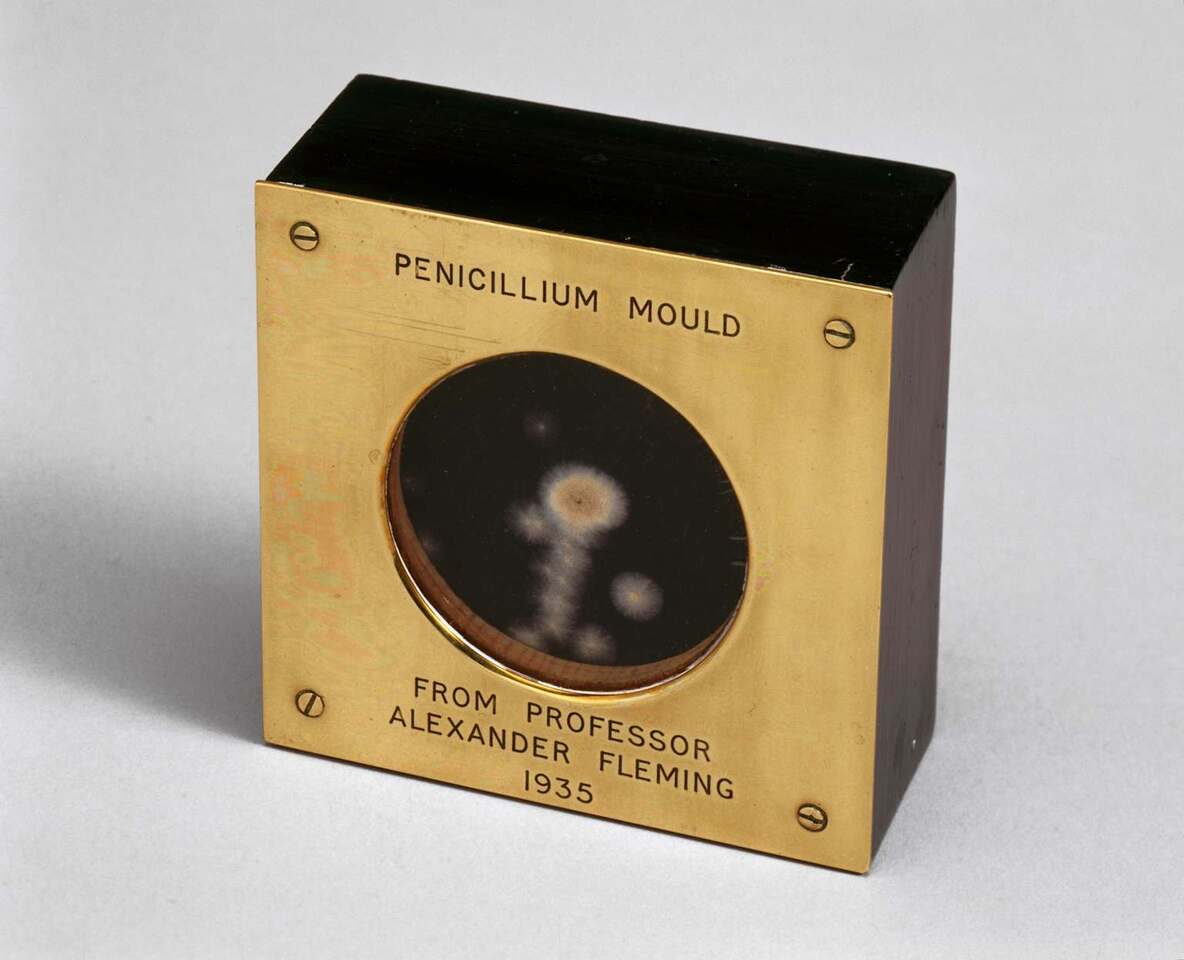 PENICILLIUM MOULD
FROM PROFESSOR
ALEXANDER FLEMING
1935